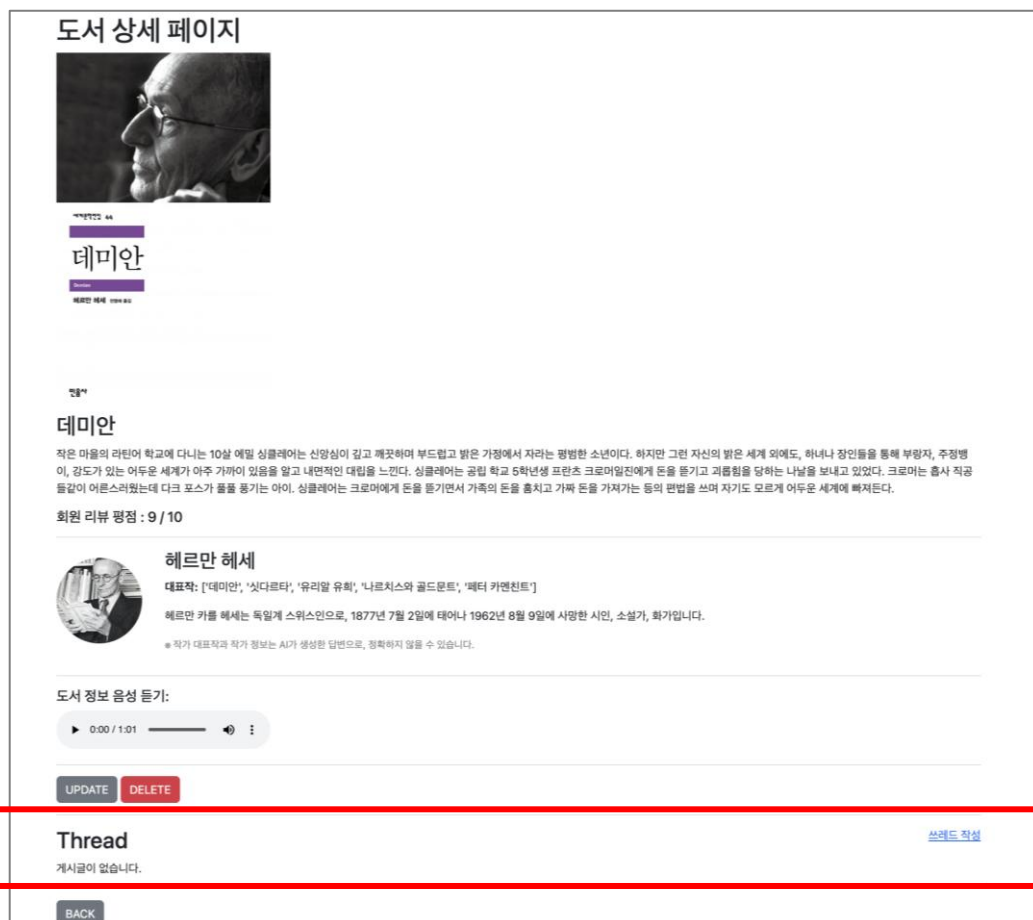 도서 상세 페이지
세계문학전집 44
데미안
Demian
헤르만 헤세 전영애 옮김
민음사
데미안
작은 마을의 라틴어 학교에 다니는 10살 에밀 싱클레어는 신앙심이 깊고 깨끗하며 부드럽고 밝은 가정에서 자라는 평범한 소년이다. 하지만 그런 자신의 밝은 세계 외에도, 하녀나 장인들을 통해 부랑자, 주정뱅
이, 강도가 있는 어두운 세계가 아주 가까이 있음을 알고 내면적인 대립을 느낀다. 싱클레어는 공립 학교 5학년생 프란츠 크로머일진에게 돈을 뜯기고 괴롭힘을 당하는 나날을 보내고 있었다. 크로머는 흡사 직공
들같이 어른스러웠는데 다크 포스가 풀풀 풍기는 아이. 싱클레어는 크로머에게 돈을 뜯기면서 가족의 돈을 훔치고 가짜 돈을 가져가는 등의 편법을 쓰며 자기도 모르게 어두운 세계에 빠져든다.
회원 리뷰 평점 : 9 / 10
헤르만 헤세
대표작: ['데미안', '싯다르타', '유리알 유희', '나르치스와 골드문트', '페터 카멘친트']
헤르만 카를 헤세는 독일계 스위스인으로, 1877년 7월 2일에 태어나 1962년 8월 9일에 사망한 시인, 소설가, 화가입니다.
※ 작가 대표작과 작가 정보는 AI가 생성한 답변으로, 정확하지 않을 수 있습니다.
도서 정보 음성 듣기:
0:00 / 1:01
UPDATE DELETE
Thread
쓰레드 작성
게시글이 없습니다.
BACK